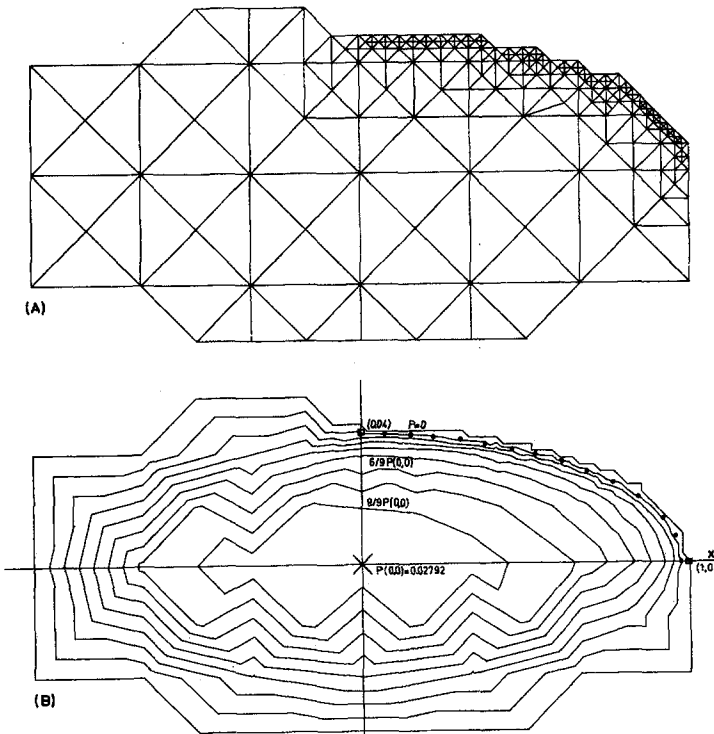 (A)
(0,0.4) P=0
6/9 P(0,0)
8/9 P(0,0)
P(0,0)=0.02792
X
(1,0
(B)